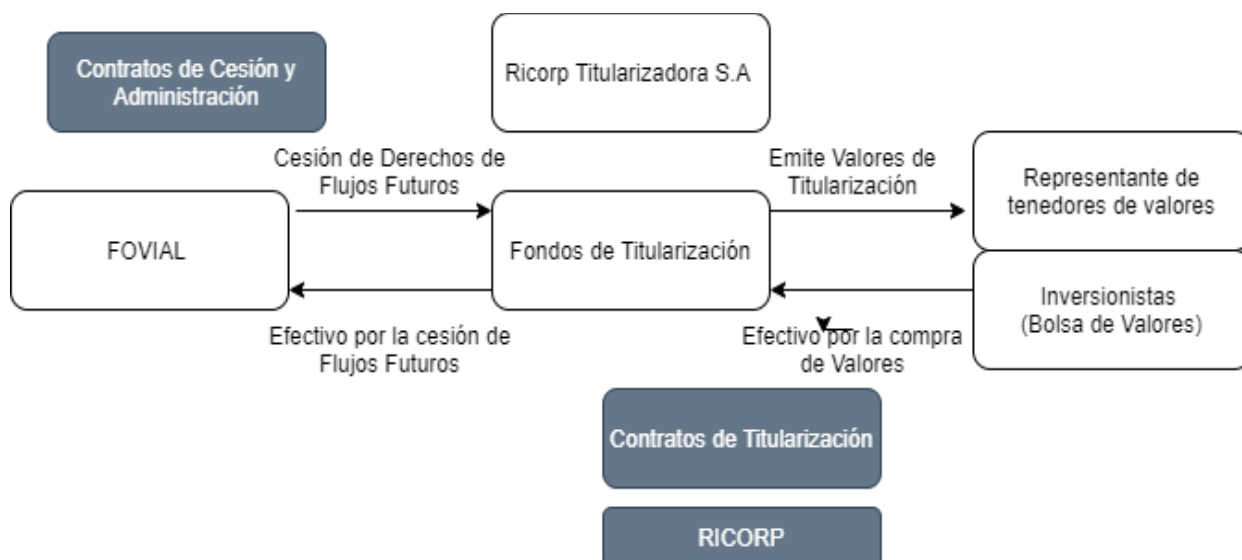 Contratos de Cesión y
Administración
Ricorp Titularizadora S.A
Cesión de Derechos de
Flujos Futuros
Emite Valores de
Titularización
Representante de
tenedores de valores
FOVIAL
Fondos de Titularización
Inversionistas
(Bolsa de Valores)
Efectivo por la cesión de
Flujos Futuros
Efectivo por la compra
de Valores
Contratos de Titularización
RICORP